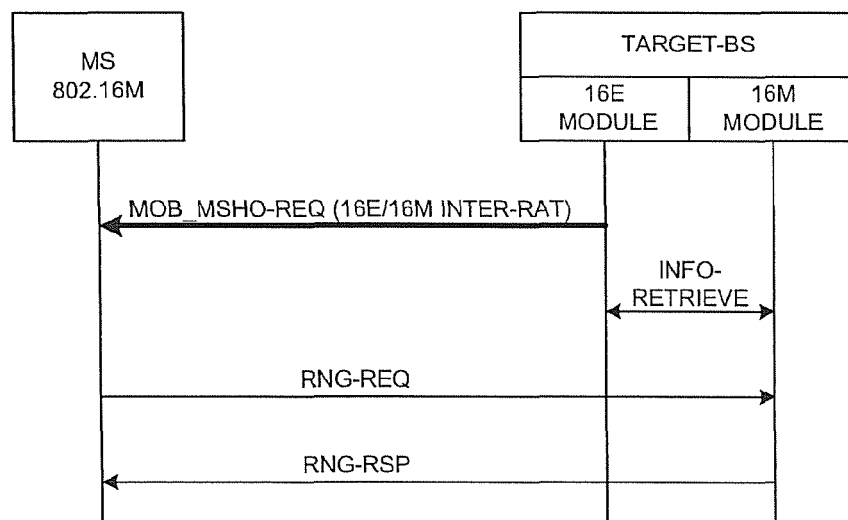 MS
802.16M
TARGET-BS
16E
MODULE
16M
MODULE
MOB_MSHO-REQ (16E/16M INTER-RAT)
INFO-
RETRIEVE
RNG-REQ
RNG-RSP